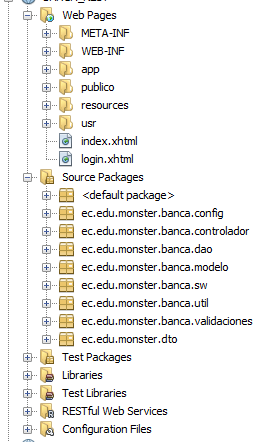 BANCA_REST
Web Pages
META-INF
WEB-INF
app
publico
resources
usr
index.xhtml
login.xhtml
Source Packages
<default package>
ec.edu.monster.banca.config
ec.edu.monster.banca.controlador
ec.edu.monster.banca.dao
ec.edu.monster.banca.modelo
ec.edu.monster.banca.sw
ec.edu.monster.banca.util
ec.edu.monster.banca.validaciones
ec.edu.monster.dto
Test Packages
Libraries
Test Libraries
RESTful Web Services
Configuration Files